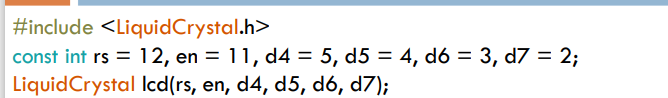 #include <LiquidCrystal.h>
const int rs = 12, en = 11, d4 = 5, d5 = 4, d6 = 3, d7 = 2;
LiquidCrystal lcd(rs, en, d4, d5, d6, d7);